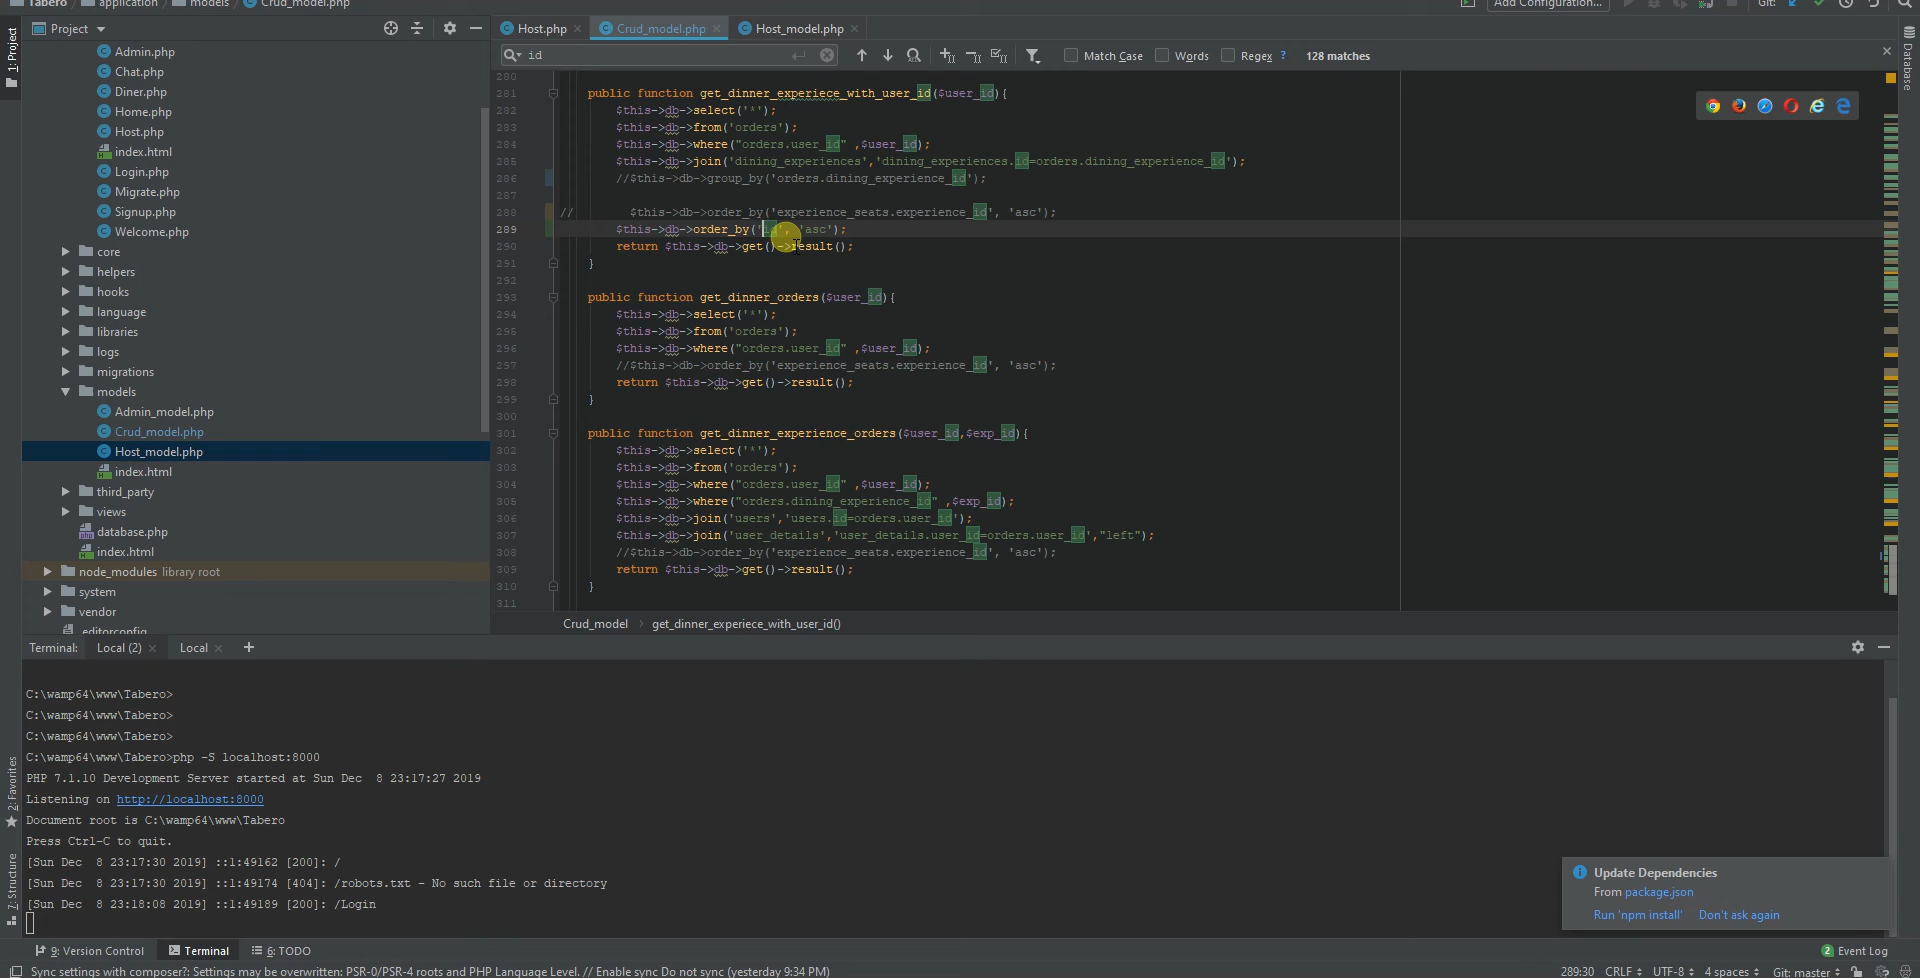 Tabero application models Crud_model.php Add Configuration... Git:
Project
Host.php Crud_model.php Host_model.php
id Match Case Words Regex ? 128 matches
1: Project
Admin.php
Chat.php
Diner.php
Home.php
Host.php
index.html
Login.php
Migrate.php
Signup.php
Welcome.php
core
helpers
hooks
language
libraries
logs
migrations
models
Admin_model.php
Crud_model.php
Host_model.php
index.html
third_party
views
database.php
index.html
node_modules library root
system
vendor
.editorconfig
280
281 public function get_dinner_experiece_with_user_id($user_id){
282 $this->db->select('*');
283 $this->db->from('orders');
284 $this->db->where("orders.user_id" ,$user_id);
285 $this->db->join('dining_experiences','dining_experiences.id=orders.dining_experience_id');
286 //$this->db->group_by('orders.dining_experience_id');
287
288 // $this->db->order_by('experience_seats.experience_id', 'asc');
289 $this->db->order_by('id', 'asc');
290 return $this->db->get()->result();
291 }
292
293 public function get_dinner_orders($user_id){
294 $this->db->select('*');
295 $this->db->from('orders');
296 $this->db->where("orders.user_id" ,$user_id);
297 //$this->db->order_by('experience_seats.experience_id', 'asc');
298 return $this->db->get()->result();
299 }
300
301 public function get_dinner_experience_orders($user_id,$exp_id){
302 $this->db->select('*');
303 $this->db->from('orders');
304 $this->db->where("orders.user_id" ,$user_id);
305 $this->db->where("orders.dining_experience_id" ,$exp_id);
306 $this->db->join('users','users.id=orders.user_id');
307 $this->db->join('user_details','user_details.user_id=orders.user_id',"left");
308 //$this->db->order_by('experience_seats.experience_id', 'asc');
309 return $this->db->get()->result();
310 }
311
Crud_model get_dinner_experiece_with_user_id()
Database
Terminal: Local (2) Local +
C:\wamp64\www\Tabero>
C:\wamp64\www\Tabero>
C:\wamp64\www\Tabero>
C:\wamp64\www\Tabero>php -S localhost:8000
PHP 7.1.10 Development Server started at Sun Dec  8 23:17:27 2019
Listening on http://localhost:8000
Document root is C:\wamp64\www\Tabero
Press Ctrl-C to quit.
[Sun Dec  8 23:17:30 2019] ::1:49162 [200]: /
[Sun Dec  8 23:17:30 2019] ::1:49174 [404]: /robots.txt - No such file or directory
[Sun Dec  8 23:18:08 2019] ::1:49189 [200]: /Login
2: Favorites
7: Structure
Update Dependencies
From package.json
Run 'npm install' Don't ask again
9: Version Control Terminal 6: TODO 2 Event Log
Sync settings with composer?: Settings may be overwritten: PSR-0/PSR-4 roots and PHP Language Level. // Enable sync Do not sync (yesterday 9:34 PM) 289:30 CRLF UTF-8 4 spaces Git: master